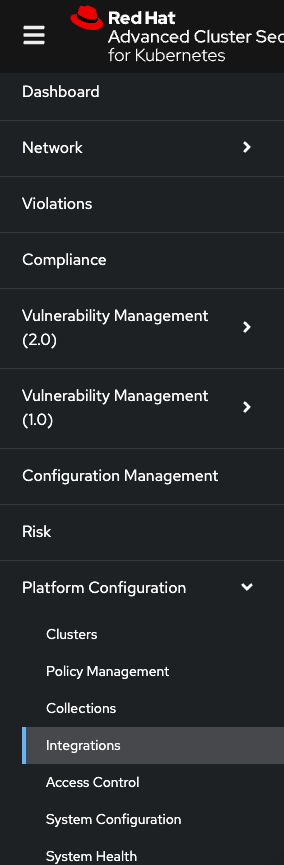 Red Hat
Advanced Cluster Sec
for Kubernetes
Dashboard
Network
Violations
Compliance
Vulnerability Management
(2.0)
Vulnerability Management
(1.0)
Configuration Management
Risk
Platform Configuration
Clusters
Policy Management
Collections
Integrations
Access Control
System Configuration
System Health